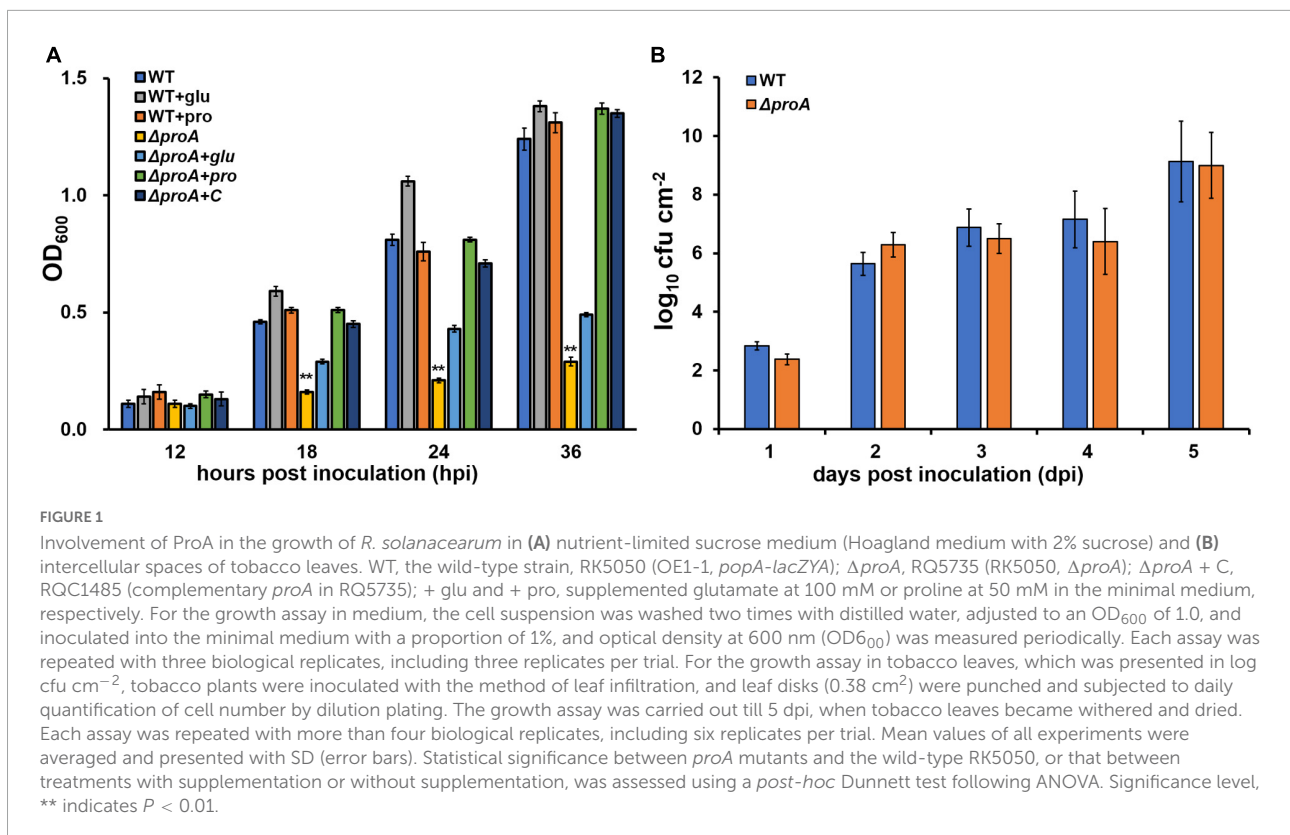 A
WT
WT+glu
WT+pro
ΔproA
ΔproA+glu
ΔproA+pro
ΔproA+C
1.5
1.0
0.5
0.0
OD600
**
**
**
12 18 24 36
hours post inoculation (hpi)
B
WT
ΔproA
12
10
8
6
4
2
0
log10 cfu cm-2
1 2 3 4 5
days post inoculation (dpi)
FIGURE 1
Involvement of ProA in the growth of R. solanacearum in (A) nutrient-limited sucrose medium (Hoagland medium with 2% sucrose) and (B)
intercellular spaces of tobacco leaves. WT, the wild-type strain, RK5050 (OE1-1, popA-lacZYA); ΔproA, RQ5735 (RK5050, ΔproA); ΔproA + C,
RQC1485 (complementary proA in RQ5735); + glu and + pro, supplemented glutamate at 100 mM or proline at 50 mM in the minimal medium,
respectively. For the growth assay in medium, the cell suspension was washed two times with distilled water, adjusted to an OD600 of 1.0, and
inoculated into the minimal medium with a proportion of 1%, and optical density at 600 nm (OD600) was measured periodically. Each assay was
repeated with three biological replicates, including three replicates per trial. For the growth assay in tobacco leaves, which was presented in log
cfu cm−2, tobacco plants were inoculated with the method of leaf infiltration, and leaf disks (0.38 cm2) were punched and subjected to daily
quantification of cell number by dilution plating. The growth assay was carried out till 5 dpi, when tobacco leaves became withered and dried.
Each assay was repeated with more than four biological replicates, including six replicates per trial. Mean values of all experiments were
averaged and presented with SD (error bars). Statistical significance between proA mutants and the wild-type RK5050, or that between
treatments with supplementation or without supplementation, was assessed using a post-hoc Dunnett test following ANOVA. Significance level,
** indicates P < 0.01.